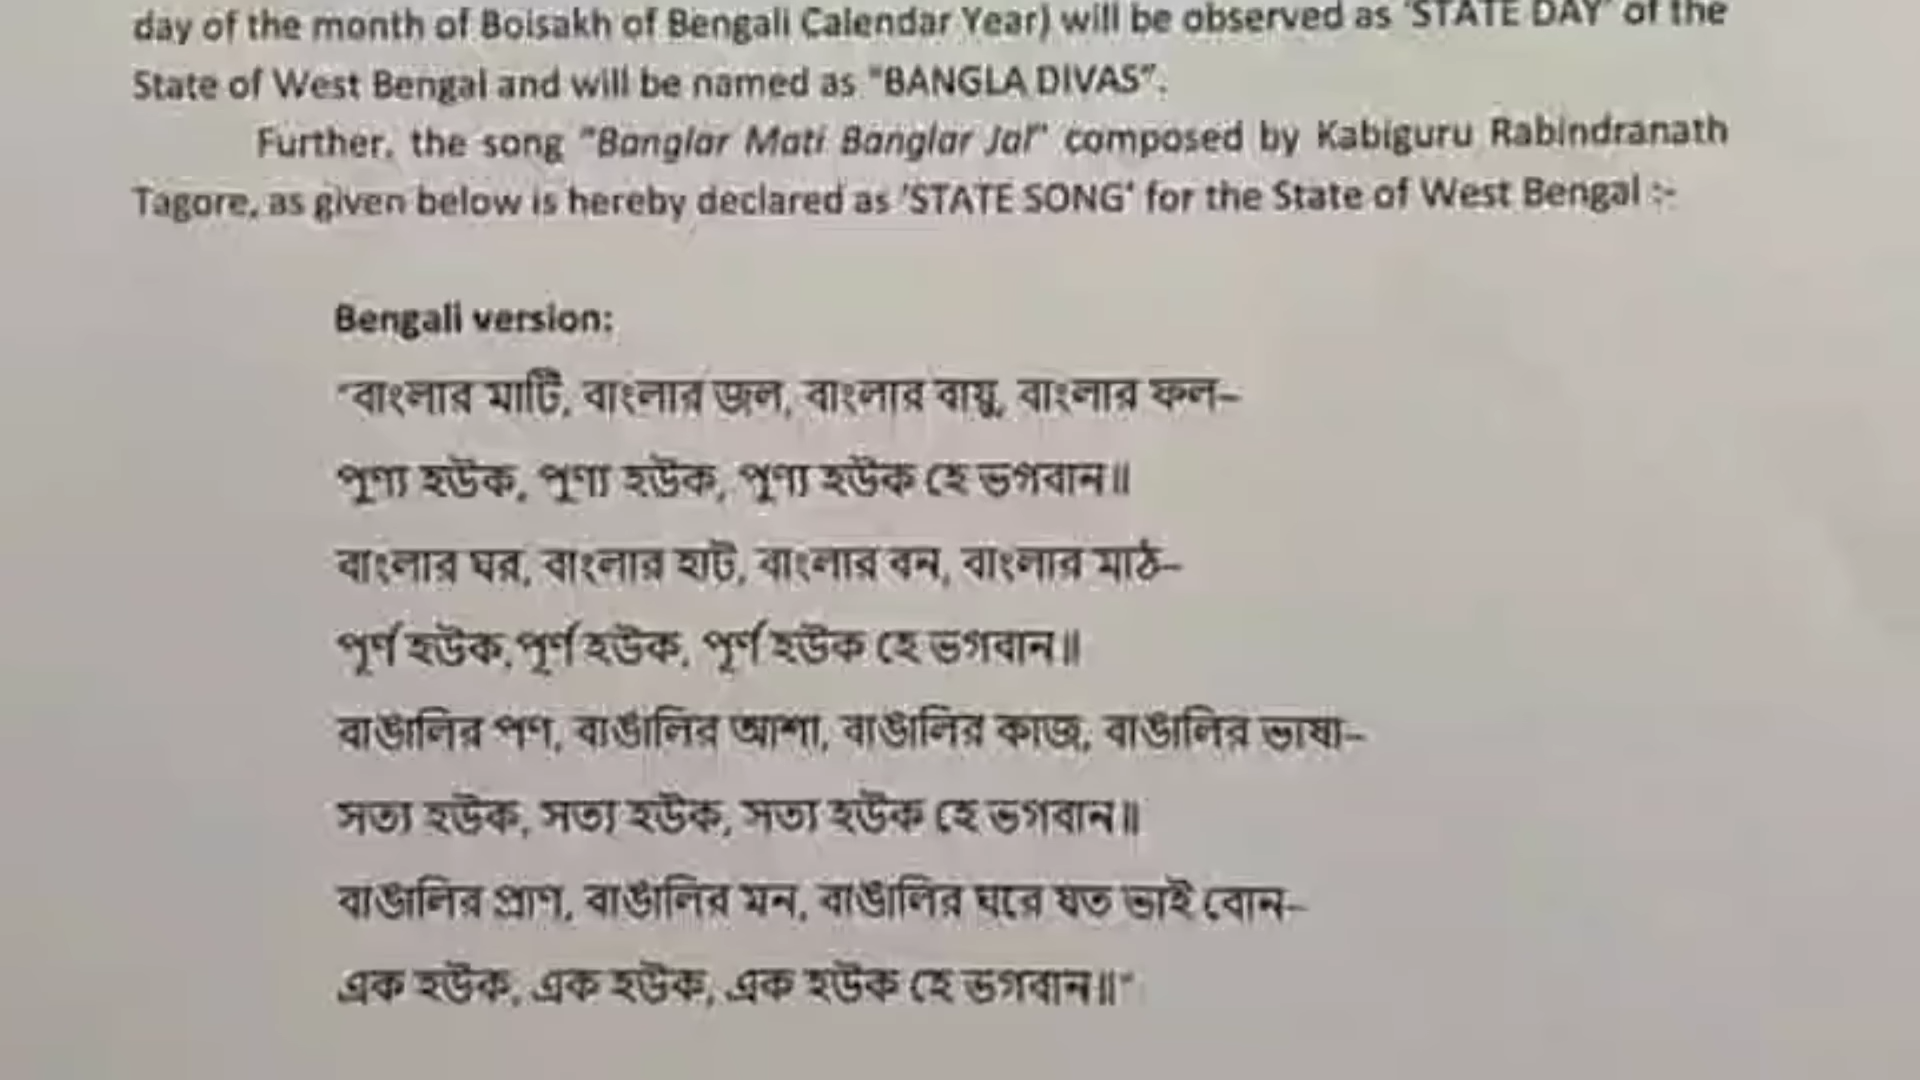 day of the month of Boisakh of Bengali Calendar Year) will be observed as 'STATE DAY' of the
State of West Bengal and will be named as "BANGLA DIVAS".
Further, the song "Banglar Mati Banglar Jal" composed by Kabiguru Rabindranath
Tagore, as given below is hereby declared as 'STATE SONG' for the State of West Bengal :-
Bengali version:
"বাংলার মাটি, বাংলার জল, বাংলার বায়ু, বাংলার ফল–
পুণ্য হউক, পুণ্য হউক, পুণ্য হউক হে ভগবান॥
বাংলার ঘর, বাংলার হাট, বাংলার বন, বাংলার মাঠ–
পূর্ণ হউক,পূর্ণ হউক, পূর্ণ হউক হে ভগবান॥
বাঙালির পণ, বাঙালির আশা, বাঙালির কাজ, বাঙালির ভাষা–
সত্য হউক, সত্য হউক, সত্য হউক হে ভগবান॥
বাঙালির প্রাণ, বাঙালির মন, বাঙালির ঘরে যত ভাই বোন–
এক হউক, এক হউক, এক হউক হে ভগবান॥"